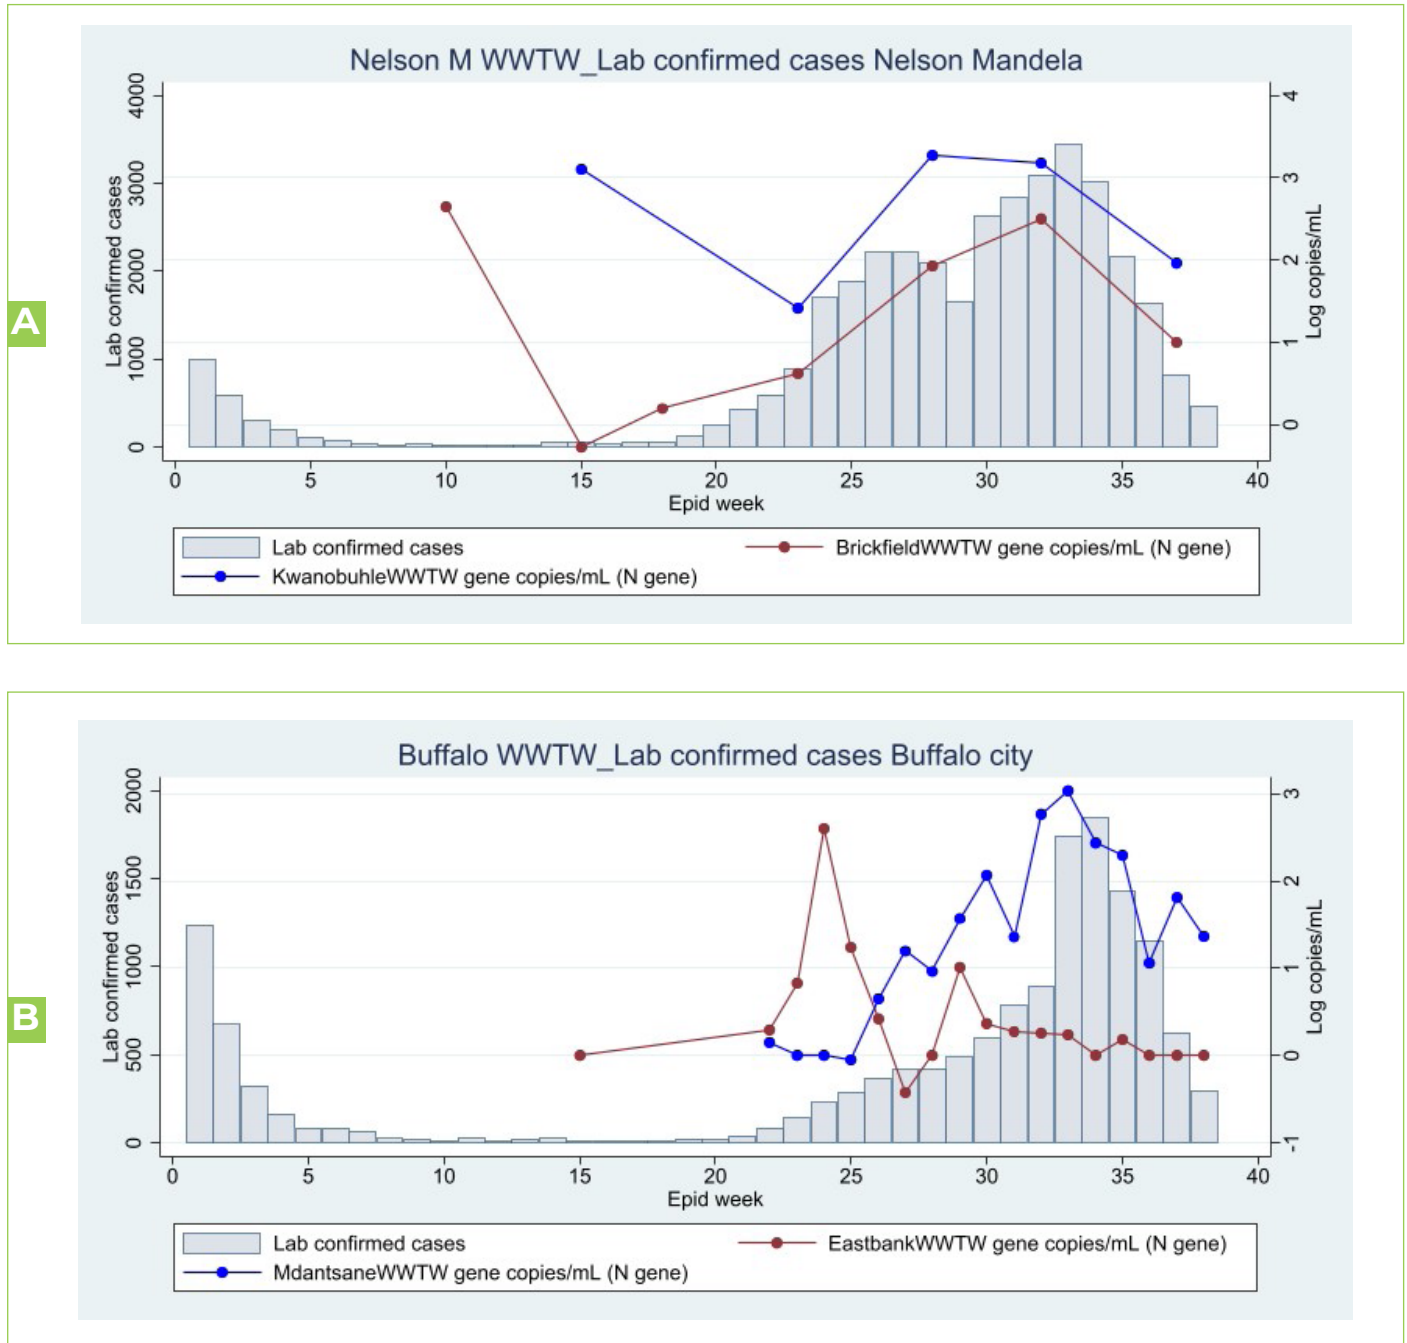 A
Nelson M WWTW_Lab confirmed cases Nelson Mandela
Lab confirmed cases
4000
3000
2000
1000
0
Log copies/mL
4
3
2
1
0
0 5 10 15 20 25 30 35 40
Epid week
Lab confirmed cases
BrickfieldWWTW gene copies/mL (N gene)
KwanobuhleWWTW gene copies/mL (N gene)
B
Buffalo WWTW_Lab confirmed cases Buffalo city
Lab confirmed cases
2000
1500
1000
500
0
Log copies/mL
3
2
1
0
-1
0 5 10 15 20 25 30 35 40
Epid week
Lab confirmed cases
EastbankWWTW gene copies/mL (N gene)
MdantsaneWWTW gene copies/mL (N gene)